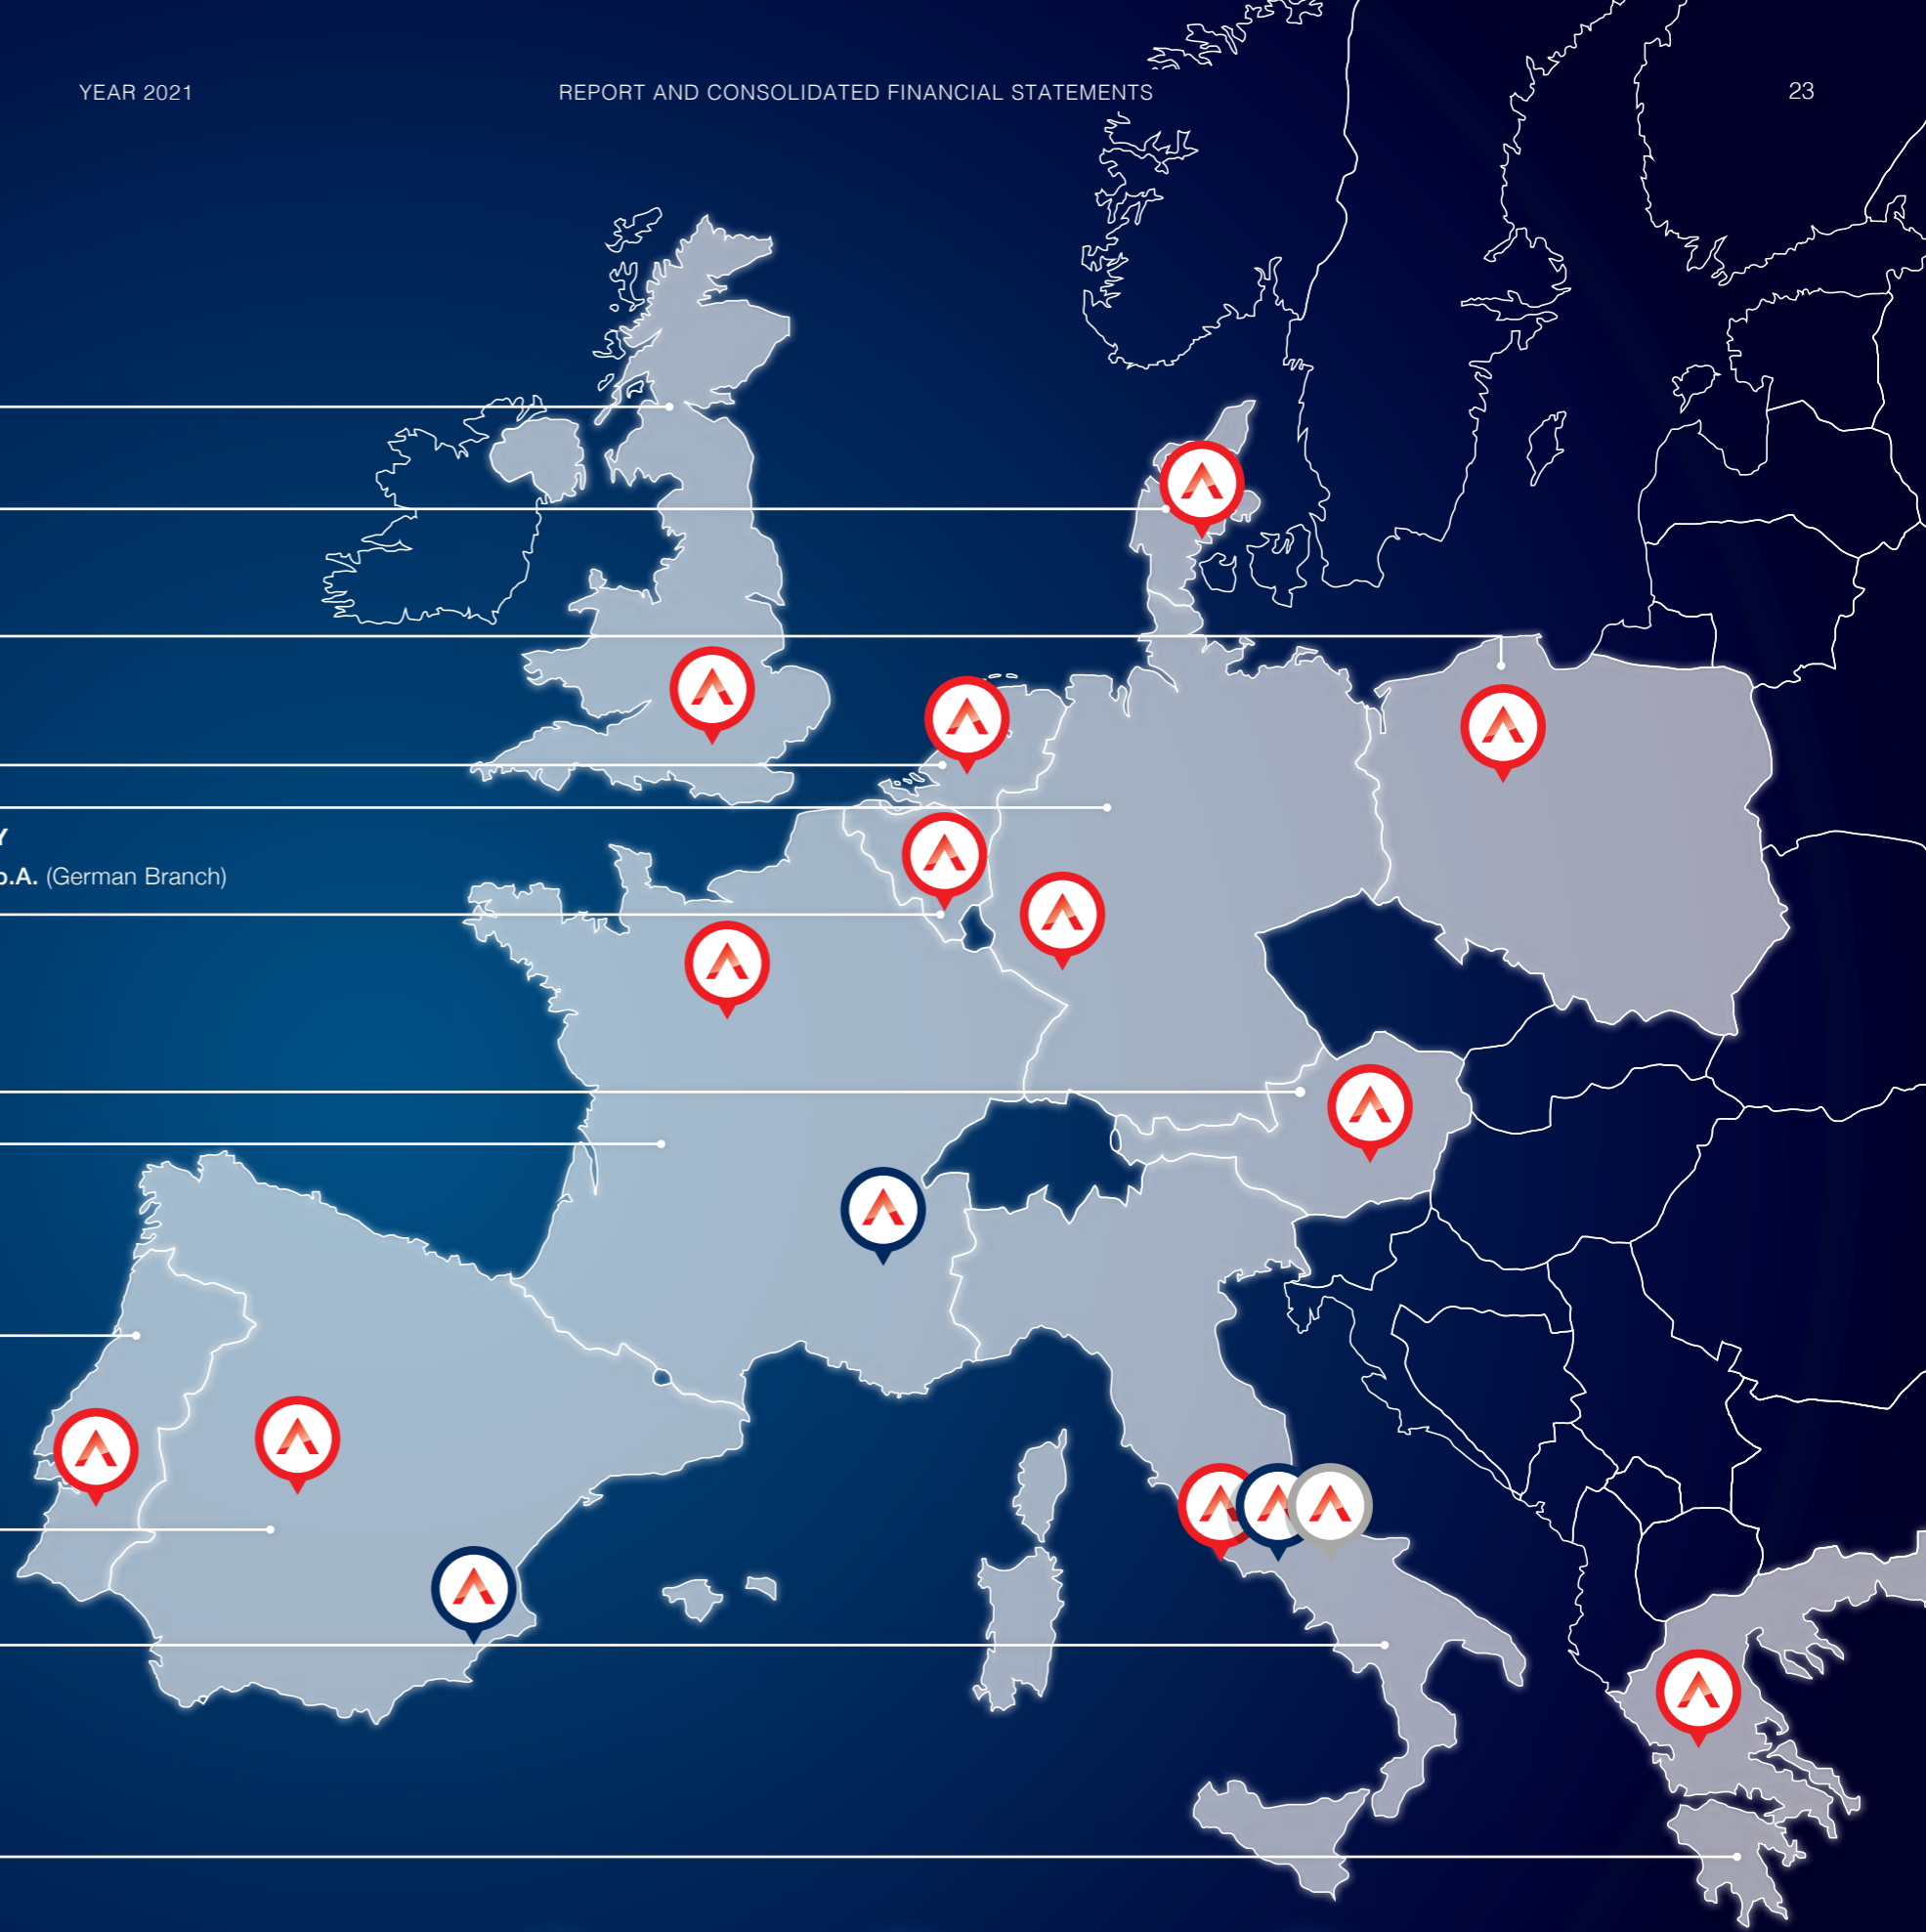 YEAR 2021
REPORT AND CONSOLIDATED FINANCIAL STATEMENTS
23
Y
p.A. (German Branch)